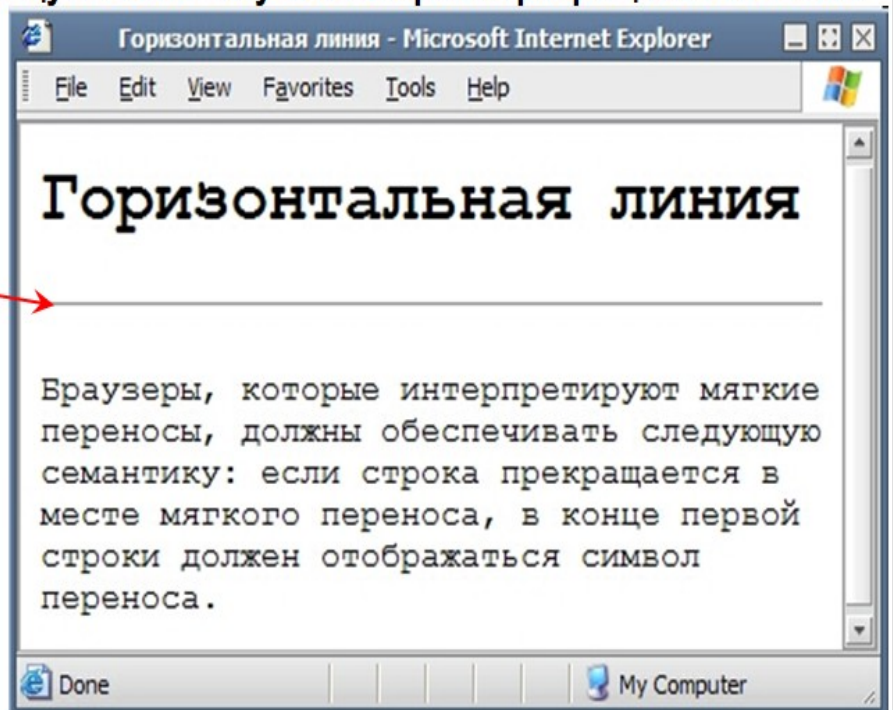 Горизонтальная линия - Microsoft Internet Explorer
File Edit View Favorites Tools Help
Горизонтальная линия
Браузеры, которые интерпретируют мягкие
переносы, должны обеспечивать следующую
семантику: если строка прекращается в
месте мягкого переноса, в конце первой
строки должен отображаться символ
переноса.
Done My Computer